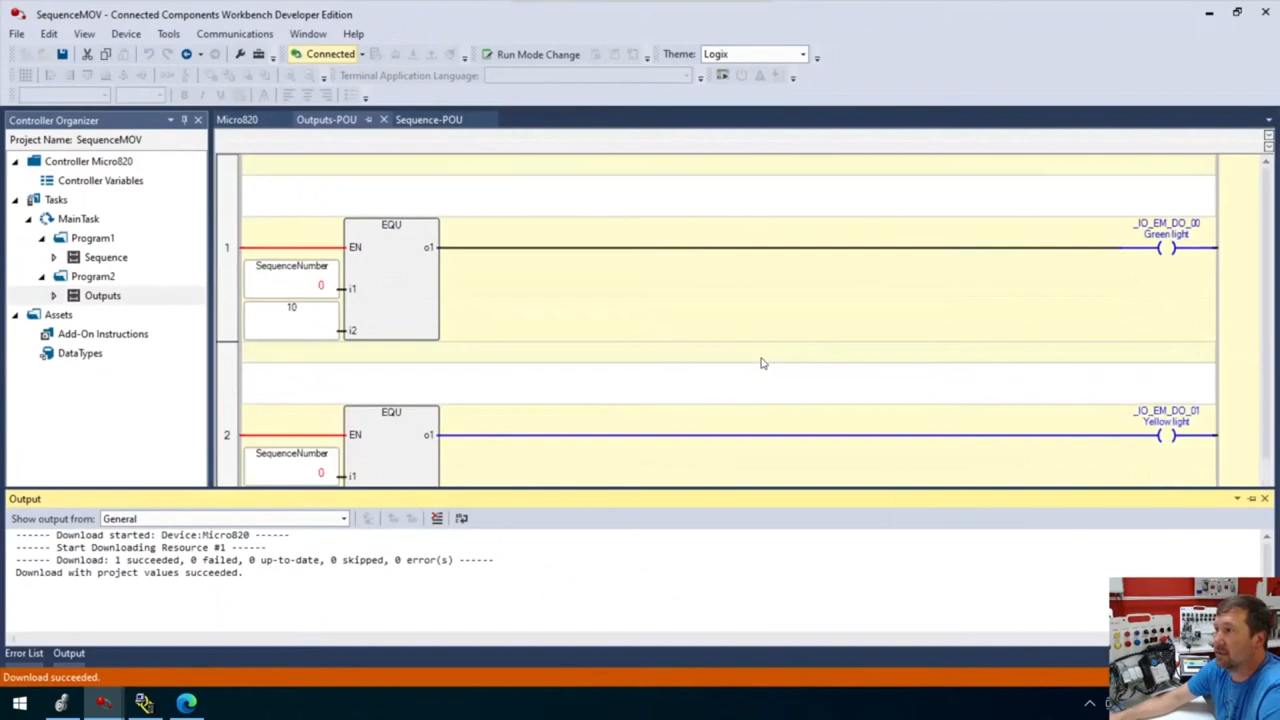 SequenceMOV - Connected Components Workbench Developer Edition
File Edit View Device Tools Communications Window Help
Connected Run Mode Change Theme: Logix
Terminal Application Language:
Controller Organizer
Micro820 Outputs-POU Sequence-POU
Project Name: SequenceMOV
Controller Micro820
Controller Variables
Tasks
MainTask
Program1
Sequence
Program2
Outputs
Assets
Add-On Instructions
DataTypes
1
EQU
EN o1
SequenceNumber
0 i1
10
i2
_IO_EM_DO_00
Green light
2
EQU
EN o1
SequenceNumber
0 i1
_IO_EM_DO_01
Yellow light
Output
Show output from: General
------ Download started: Device:Micro820 ------
------ Start Downloading Resource #1 ------
------ Download: 1 succeeded, 0 failed, 0 up-to-date, 0 skipped, 0 error(s) ------
Download with project values succeeded.
Error List Output
Download succeeded.